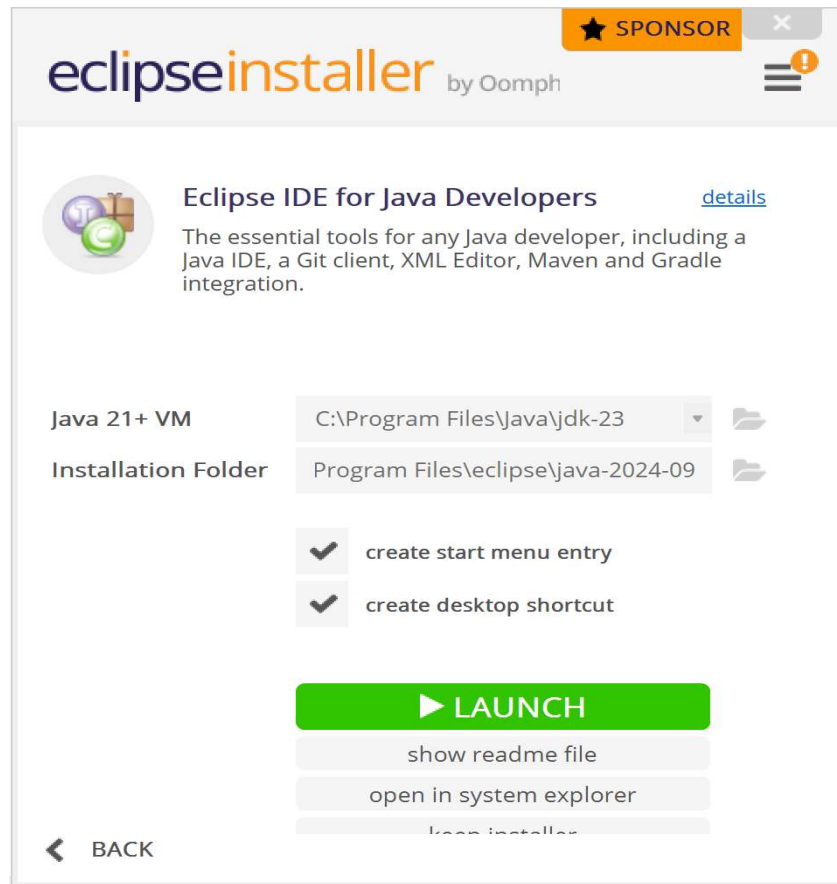 SPONSOR
eclipseinstaller by Oomph
Eclipse IDE for Java Developers
details
The essential tools for any Java developer, including a
Java IDE, a Git client, XML Editor, Maven and Gradle
integration.
Java 21+ VM
C:\Program Files\Java\jdk-23
Installation Folder
Program Files\eclipse\java-2024-09
create start menu entry
create desktop shortcut
LAUNCH
show readme file
open in system explorer
keep installer
BACK